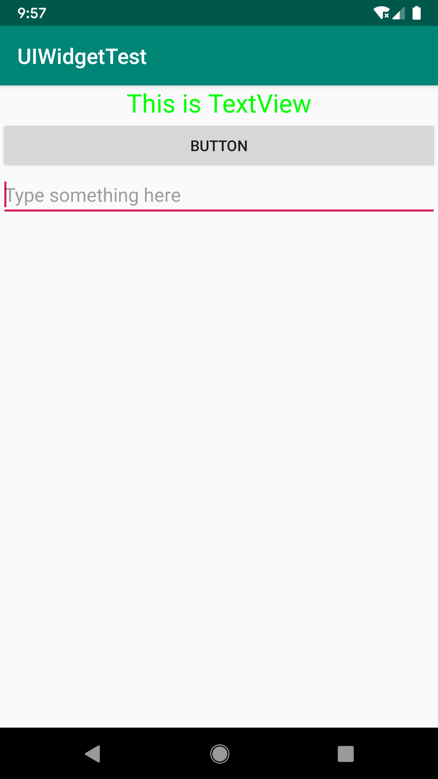 9:57
UIWidgetTest
This is TextView
BUTTON
Type something here